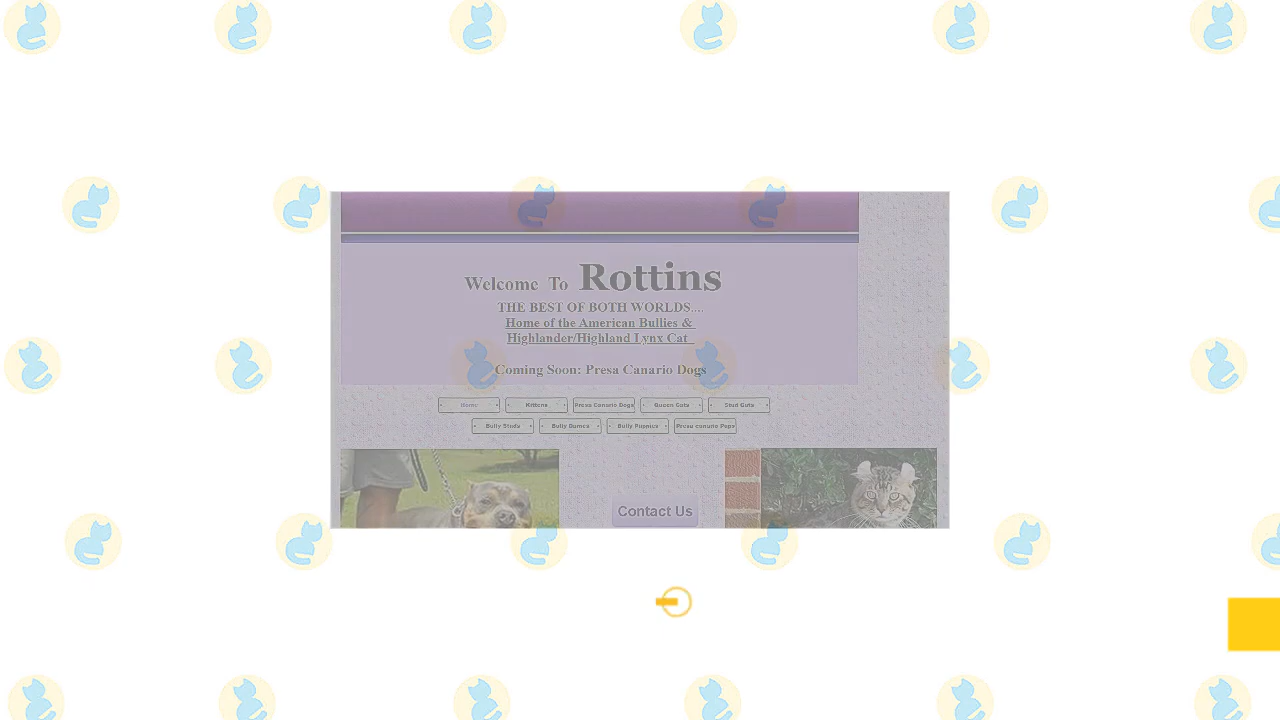 Welcome To Rottins
THE BEST OF BOTH WORLDS....
Home of the American Bullies &
Highlander/Highland Lynx Cat
Coming Soon: Presa Canario Dogs
Home Kittens Presa Canario Dogs Queen Cats Stud Cats
Bully Studs Bully Dames Bully Puppies Presa canario Pups
Contact Us